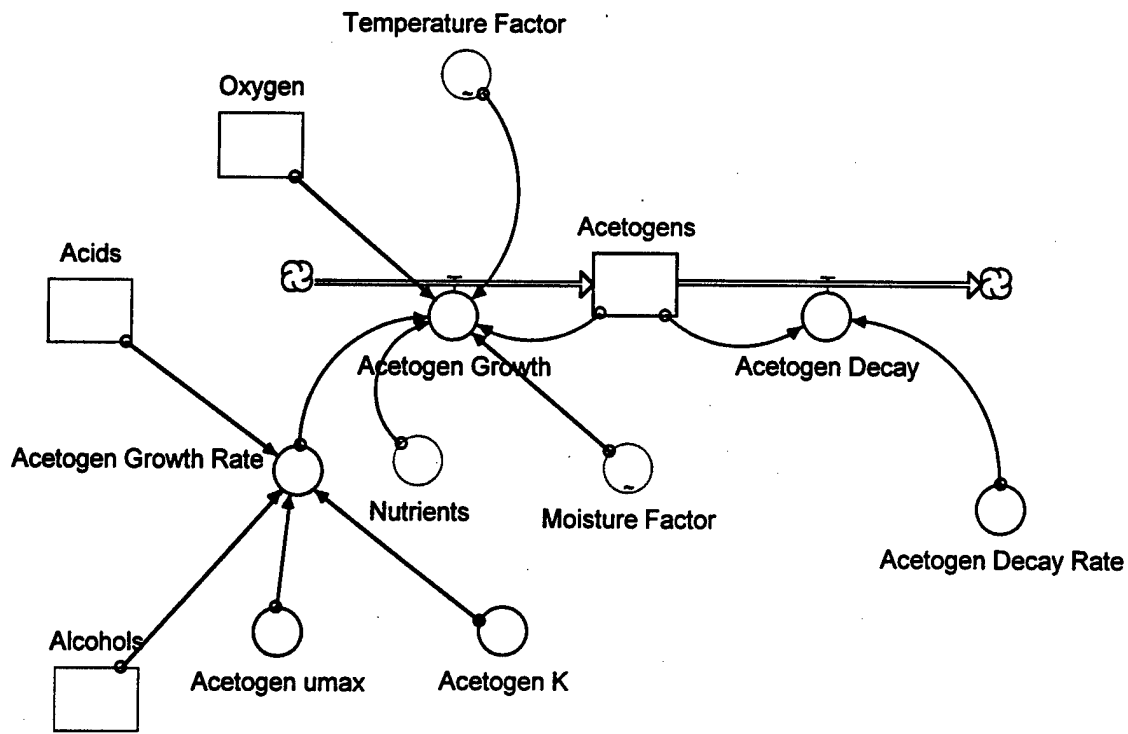 Temperature Factor
Oxygen
Acetogens
Acids
Acetogen Growth
Acetogen Decay
Acetogen Growth Rate
Nutrients
Moisture Factor
Acetogen Decay Rate
Alcohols
Acetogen umax
Acetogen K